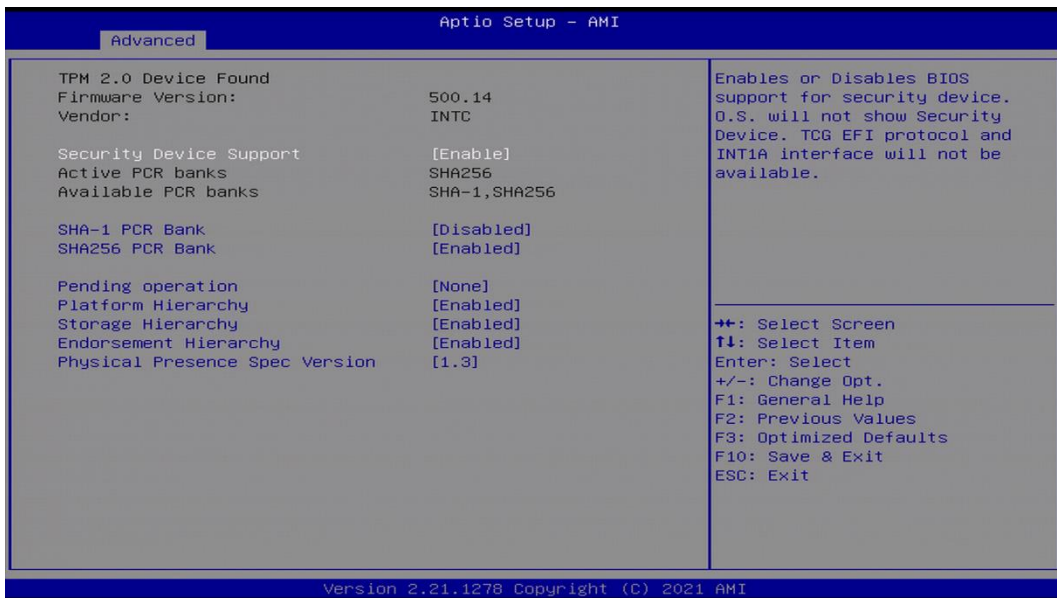 Aptio Setup – AMI
Advanced
TPM 2.0 Device Found
Firmware Version: 500.14
Vendor: INTC
Security Device Support [Enable]
Active PCR banks SHA256
Available PCR banks SHA-1,SHA256
SHA-1 PCR Bank [Disabled]
SHA256 PCR Bank [Enabled]
Pending operation [None]
Platform Hierarchy [Enabled]
Storage Hierarchy [Enabled]
Endorsement Hierarchy [Enabled]
Physical Presence Spec Version [1.3]
Enables or Disables BIOS
support for security device.
O.S. will not show Security
Device. TCG EFI protocol and
INT1A interface will not be
available.
→←: Select Screen
↑↓: Select Item
Enter: Select
+/-: Change Opt.
F1: General Help
F2: Previous Values
F3: Optimized Defaults
F10: Save & Exit
ESC: Exit
Version 2.21.1278 Copyright (C) 2021 AMI